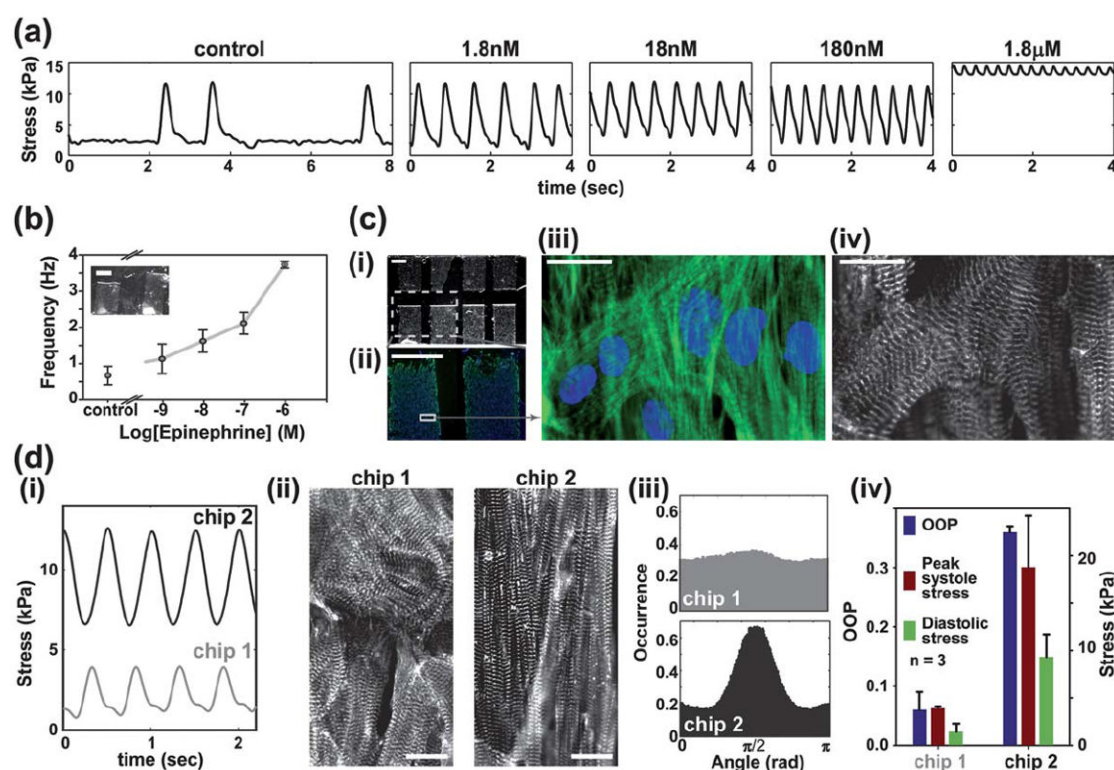 (a)
control
1.8nM
18nM
180nM
1.8μM
Stress (kPa)
15
10
5
0
0 2 4 6 8
0 2 4
0 2 4
0 2 4
0 2 4
time (sec)
(b)
Frequency (Hz)
4
3
2
1
0
control -9 -8 -7 -6
Log[Epinephrine] (M)
(c)
(i)
(ii)
(iii)
(iv)
(d)
(i)
Stress (kPa)
10
5
0
chip 2
chip 1
0 1 2
time (sec)
(ii)
chip 1
chip 2
(iii)
Occurrence
0.6
0.4
0.2
0
chip 1
0.6
0.4
0.2
0
chip 2
0 π/2 π
Angle (rad)
(iv)
OOP
0.3
0.2
0.1
0.0
OOP
Peak
systole
stress
Diastolic
stress
n = 3
chip 1 chip 2
20
10
0
Stress (kPa)